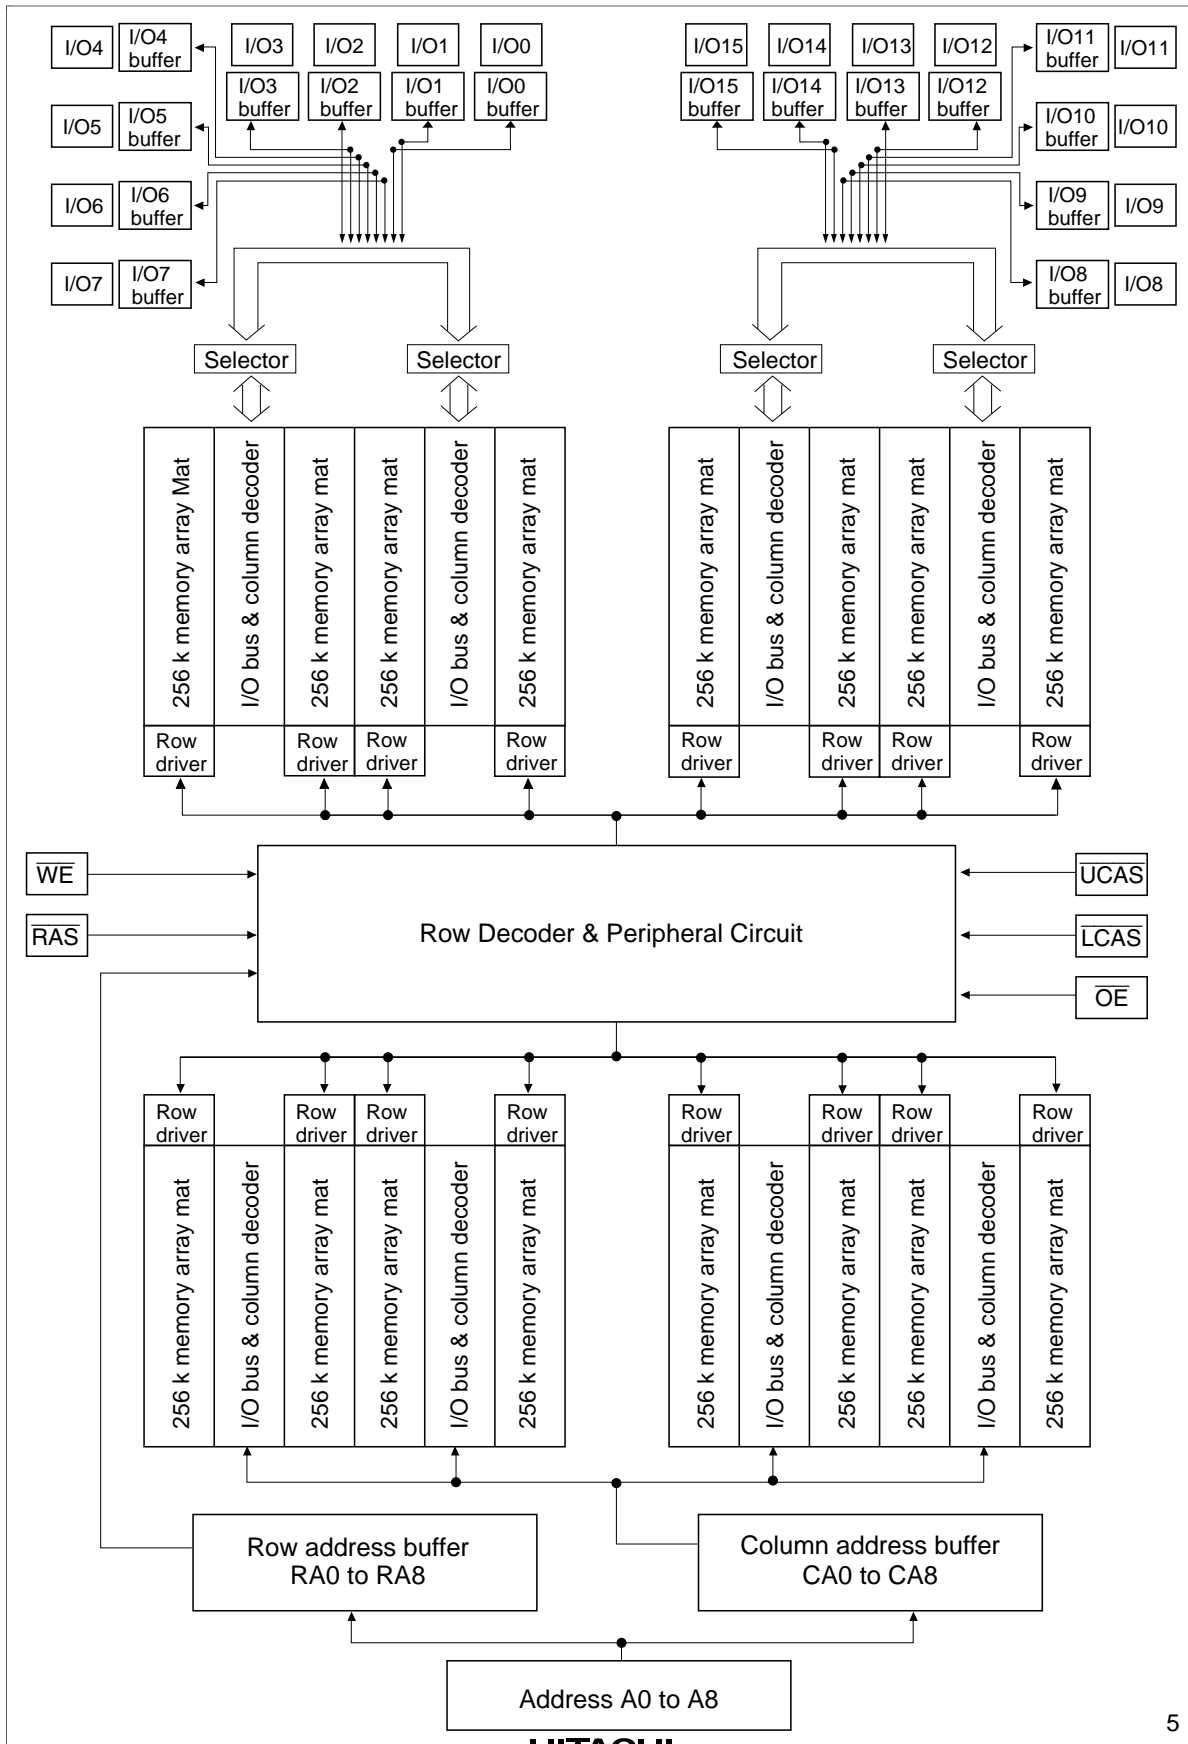 I/O4
I/O4
buffer
I/O3
I/O2
I/O1
I/O0
I/O15
I/O14
I/O13
I/O12
I/O11
buffer
I/O11
I/O3
buffer
I/O2
buffer
I/O1
buffer
I/O0
buffer
I/O15
buffer
I/O14
buffer
I/O13
buffer
I/O12
buffer
I/O5
I/O5
buffer
I/O10
buffer
I/O10
I/O6
I/O6
buffer
I/O9
buffer
I/O9
I/O7
I/O7
buffer
I/O8
buffer
I/O8
Selector
Selector
Selector
Selector
256 k memory array Mat
I/O bus & column decoder
256 k memory array mat
256 k memory array mat
I/O bus & column decoder
256 k memory array mat
256 k memory array mat
I/O bus & column decoder
256 k memory array mat
256 k memory array mat
I/O bus & column decoder
256 k memory array mat
Row
driver
Row
driver
Row
driver
Row
driver
Row
driver
Row
driver
Row
driver
Row
driver
WE
UCAS
RAS
Row Decoder & Peripheral Circuit
LCAS
OE
Row
driver
Row
driver
Row
driver
Row
driver
Row
driver
Row
driver
Row
driver
Row
driver
256 k memory array mat
I/O bus & column decoder
256 k memory array mat
256 k memory array mat
I/O bus & column decoder
256 k memory array mat
256 k memory array mat
I/O bus & column decoder
256 k memory array mat
256 k memory array mat
I/O bus & column decoder
256 k memory array mat
Row address buffer
RA0 to RA8
Column address buffer
CA0 to CA8
Address A0 to A8
5
HITACHI